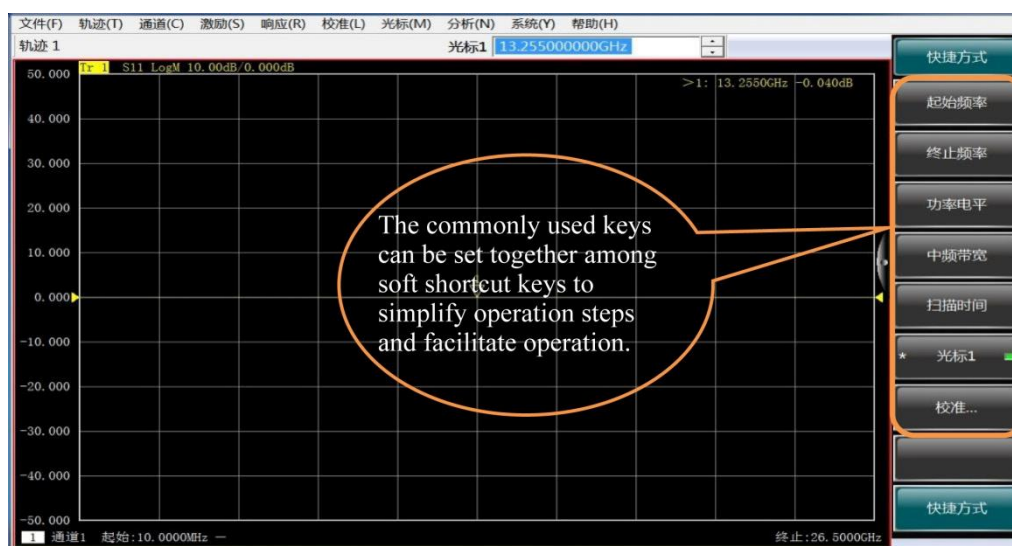 文件(F) 轨迹(T) 通道(C) 激励(S) 响应(R) 校准(L) 光标(M) 分析(N) 系统(Y) 帮助(H)
轨迹 1 光标1 13.255000000GHz
快捷方式
Tr 1 S11 LogM 10.00dB/0.000dB
>1: 13.2550GHz -0.040dB
50.000
40.000
30.000
20.000
10.000
0.000
-10.000
-20.000
-30.000
-40.000
-50.000
The commonly used keys
can be set together among
soft shortcut keys to
simplify operation steps
and facilitate operation.
起始频率
终止频率
功率电平
中频带宽
扫描时间
* 光标1
校准...
快捷方式
1 通道1 起始:10.0000MHz — 终止:26.5000GHz